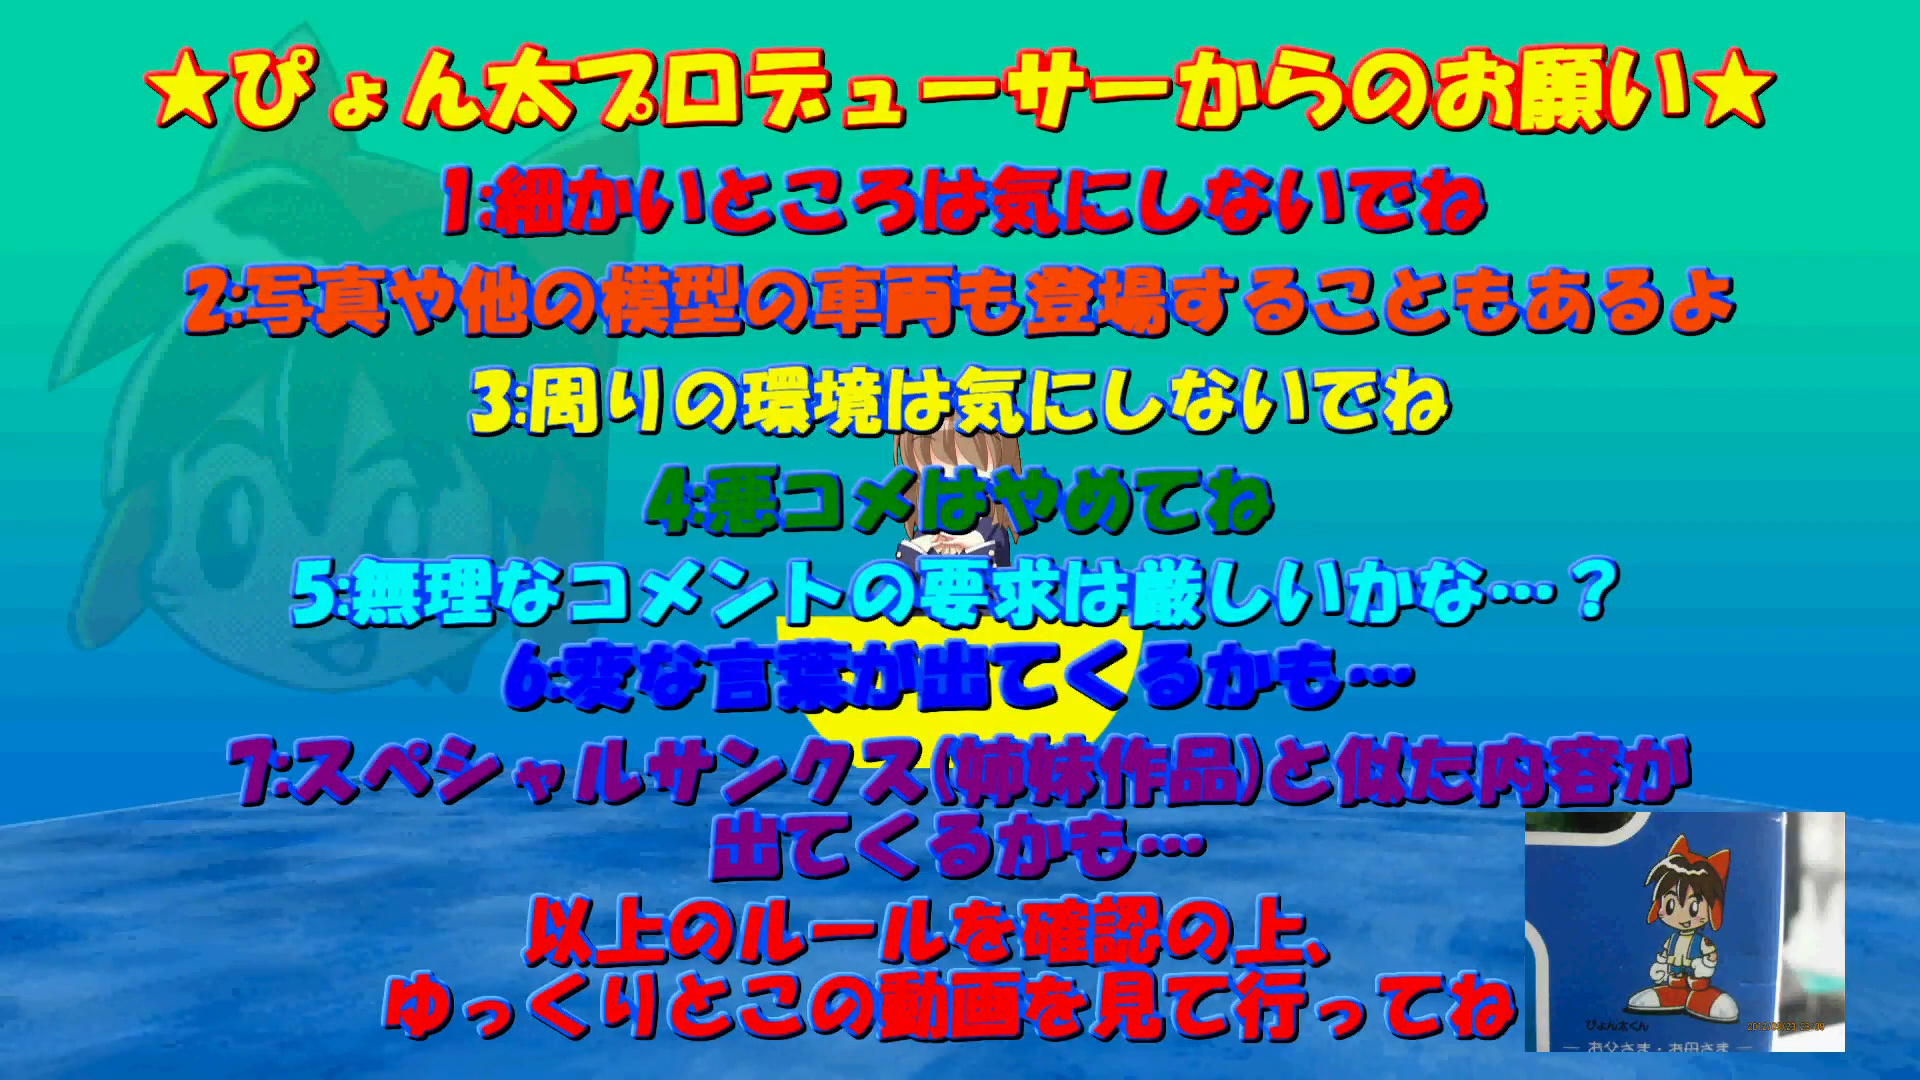 ★ぴょん太プロデューサーからのお願い★
1:細かいところは気にしないでね
2:写真や他の模型の車両も登場することもあるよ
3:周りの環境は気にしないでね
4:悪コメはやめてね
5:無理なコメントの要求は厳しいかな…？
6:変な言葉が出てくるかも…
7:スペシャルサンクス(姉妹作品)と似た内容が
出てくるかも…
以上のルールを確認の上、
ゆっくりとこの動画を見て行ってね
ぴょん太くん
― お父さま・お母さま ―